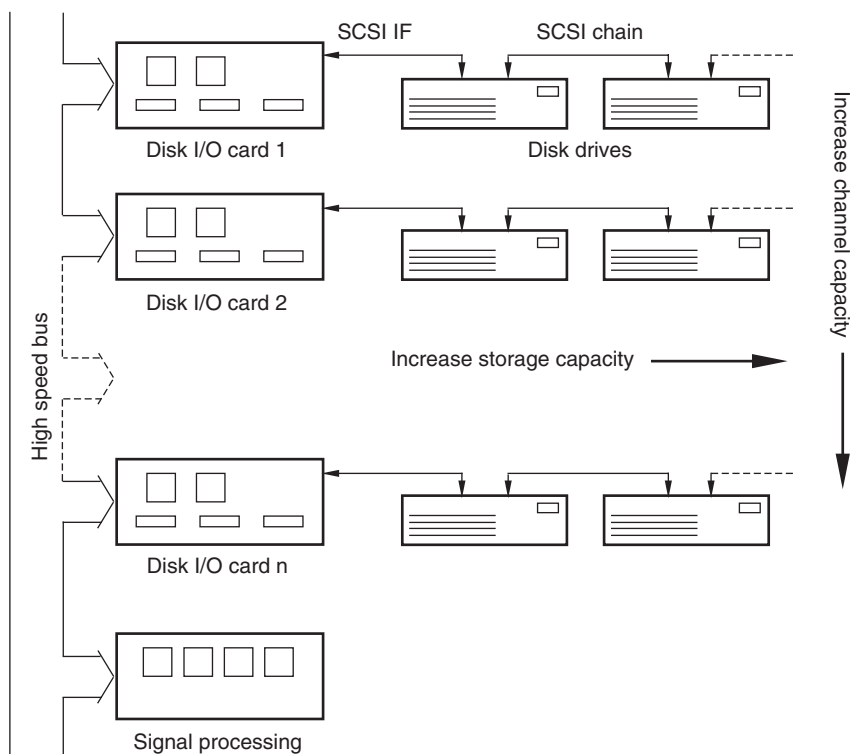 SCSI IF
SCSI chain
Disk I/O card 1
Disk drives
Disk I/O card 2
Increase storage capacity
High speed bus
Increase channel capacity
Disk I/O card n
Signal processing